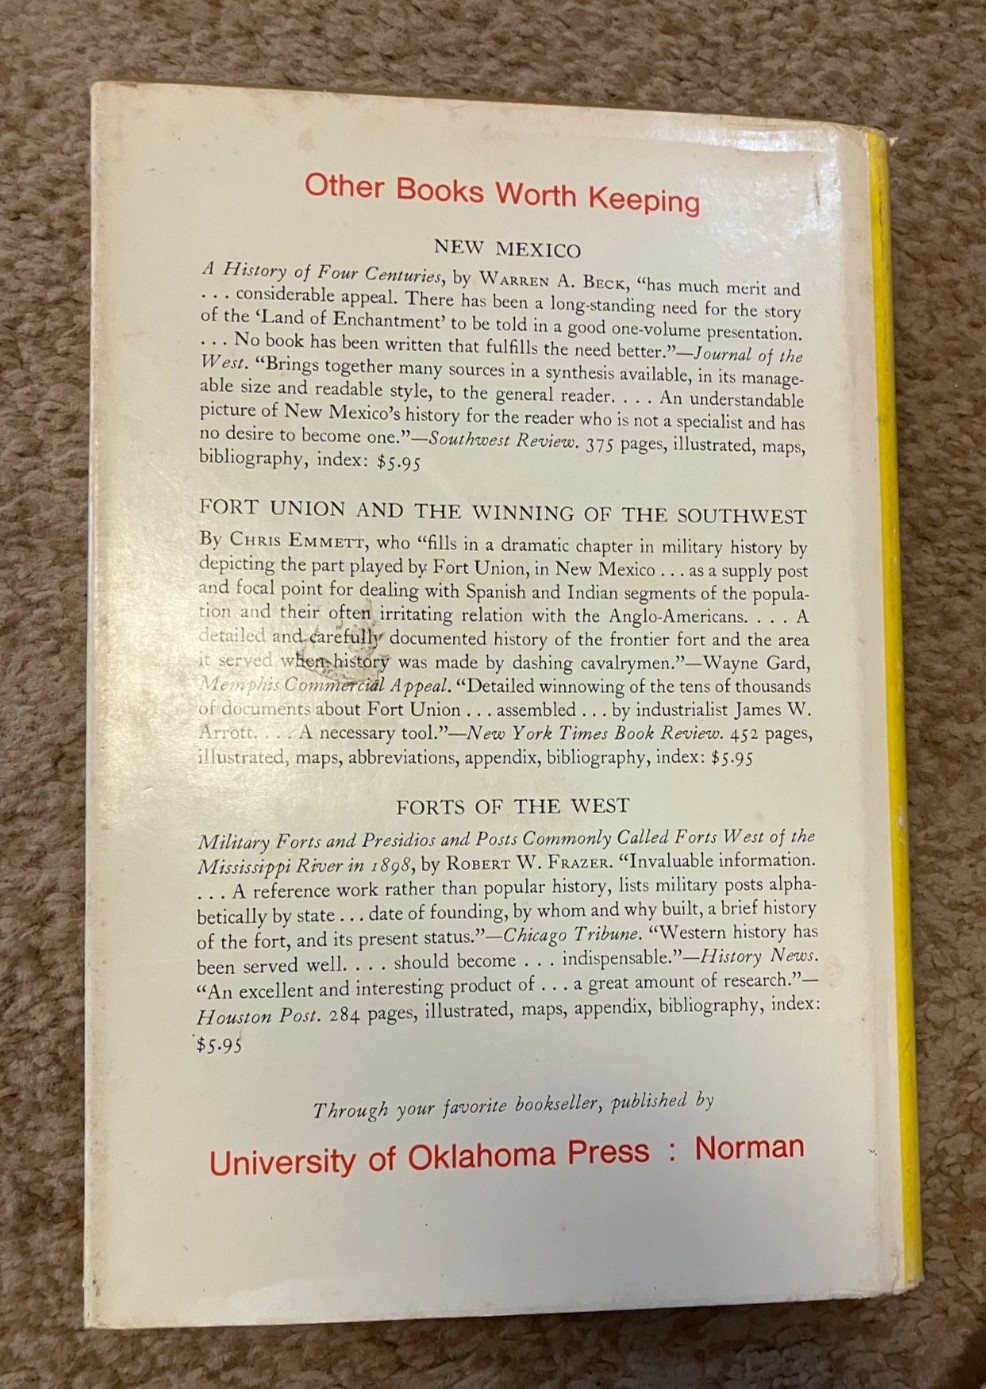 Other Books Worth Keeping
NEW MEXICO
A History of Four Centuries, by WARREN A. BECK, “has much merit and
. . . considerable appeal. There has been a long-standing need for the story
of the ‘Land of Enchantment’ to be told in a good one-volume presentation.
. . . No book has been written that fulfills the need better.”—Journal of the
West. “Brings together many sources in a synthesis available, in its manage-
able size and readable style, to the general reader. . . . An understandable
picture of New Mexico’s history for the reader who is not a specialist and has
no desire to become one.”—Southwest Review. 375 pages, illustrated, maps,
bibliography, index: $5.95
FORT UNION AND THE WINNING OF THE SOUTHWEST
By CHRIS EMMETT, who “fills in a dramatic chapter in military history by
depicting the part played by Fort Union, in New Mexico . . . as a supply post
and focal point for dealing with Spanish and Indian segments of the popula-
tion and their often irritating relation with the Anglo-Americans. . . . A
detailed and carefully documented history of the frontier fort and the area
it served when history was made by dashing cavalrymen.”—Wayne Gard,
Memphis Commercial Appeal. “Detailed winnowing of the tens of thousands
of documents about Fort Union . . . assembled . . . by industrialist James W.
Arrott. . . . A necessary tool.”—New York Times Book Review. 452 pages,
illustrated, maps, abbreviations, appendix, bibliography, index: $5.95
FORTS OF THE WEST
Military Forts and Presidios and Posts Commonly Called Forts West of the
Mississippi River in 1898, by ROBERT W. FRAZER. “Invaluable information.
. . . A reference work rather than popular history, lists military posts alpha-
betically by state . . . date of founding, by whom and why built, a brief history
of the fort, and its present status.”—Chicago Tribune. “Western history has
been served well. . . . should become . . . indispensable.”—History News.
“An excellent and interesting product of . . . a great amount of research.”—
Houston Post. 284 pages, illustrated, maps, appendix, bibliography, index:
$5.95
Through your favorite bookseller, published by
University of Oklahoma Press : Norman